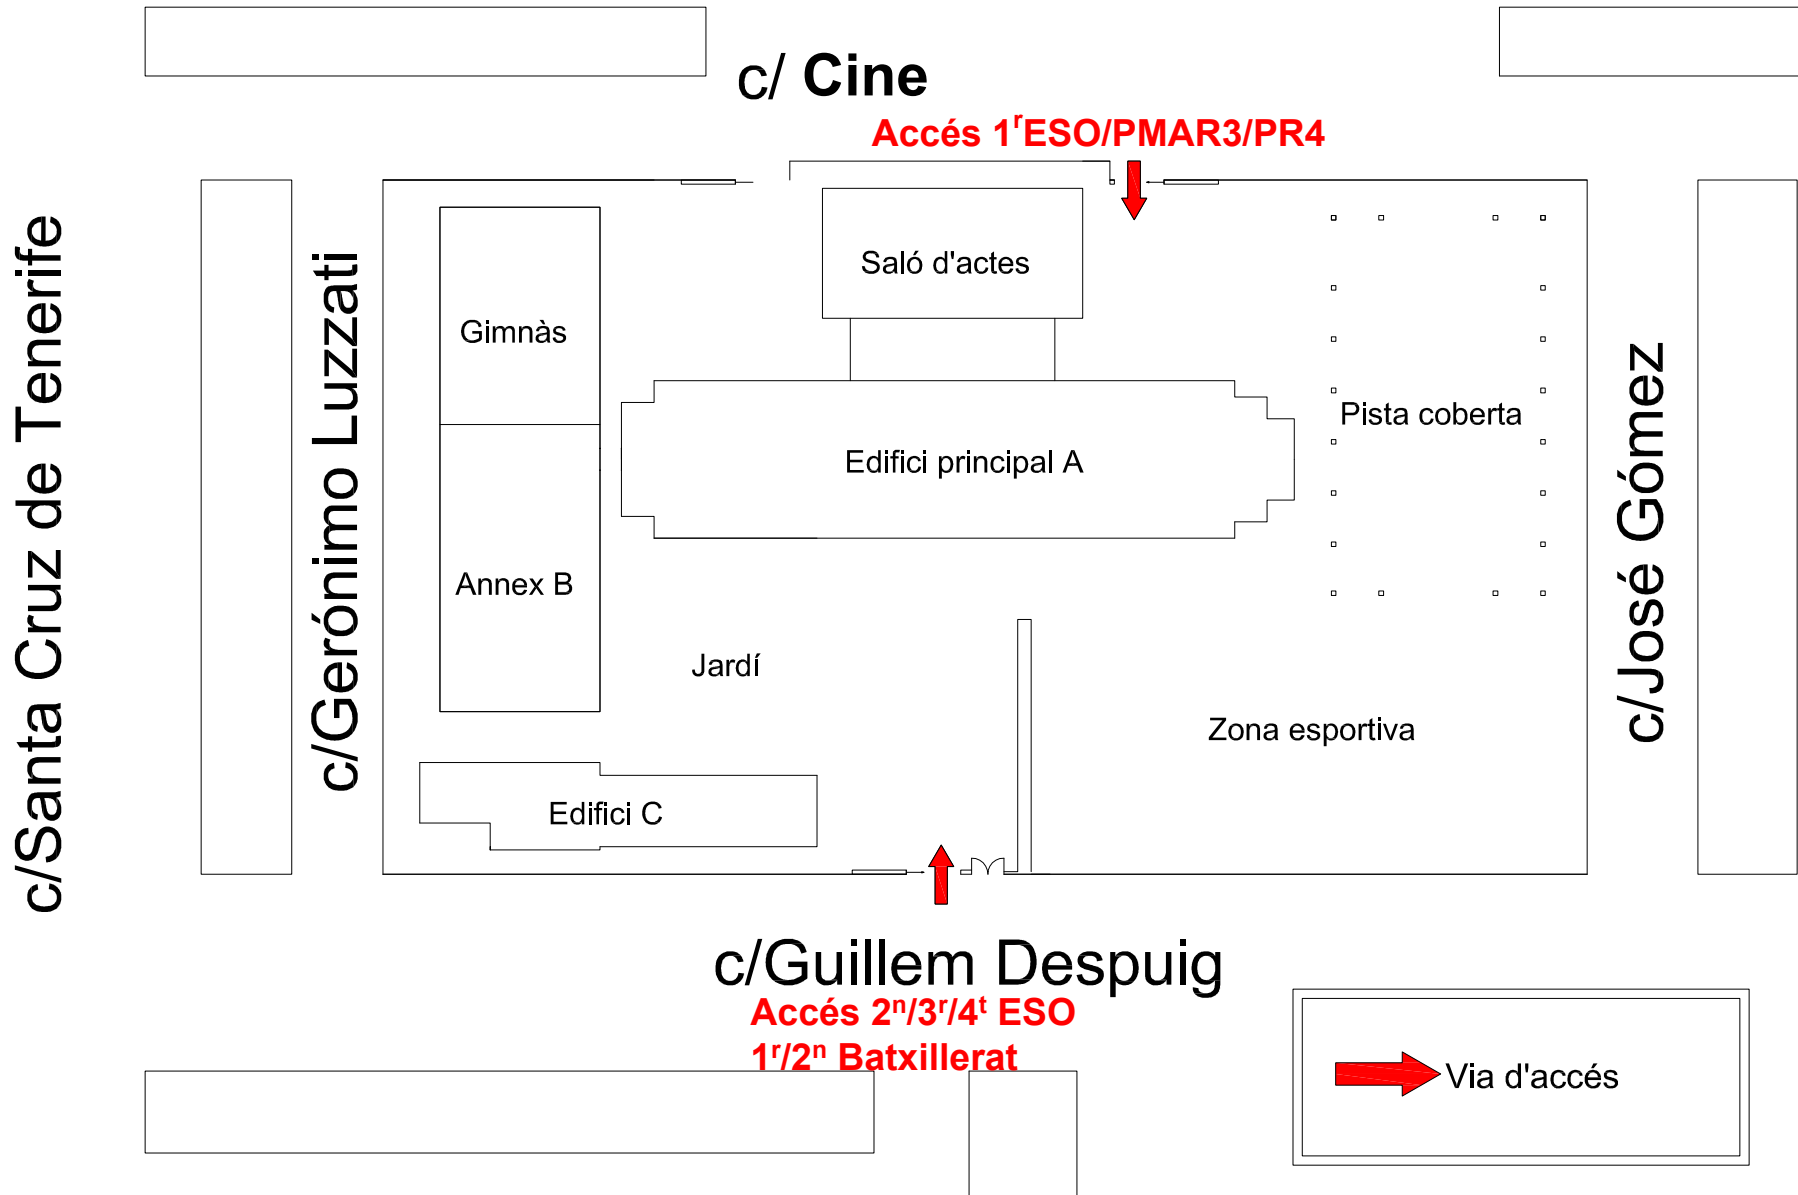 c/ Cine
Accés 1ʳESO/PMAR3/PR4
c/Santa Cruz de Tenerife
c/Gerónimo Luzzati
Saló d'actes
Gimnàs
Pista coberta
Edifici principal A
c/José Gómez
Annex B
Jardí
Zona esportiva
Edifici C
c/Guillem Despuig
Accés 2ⁿ/3ʳ/4ᵗ ESO
1ʳ/2ⁿ Batxillerat
Via d'accés